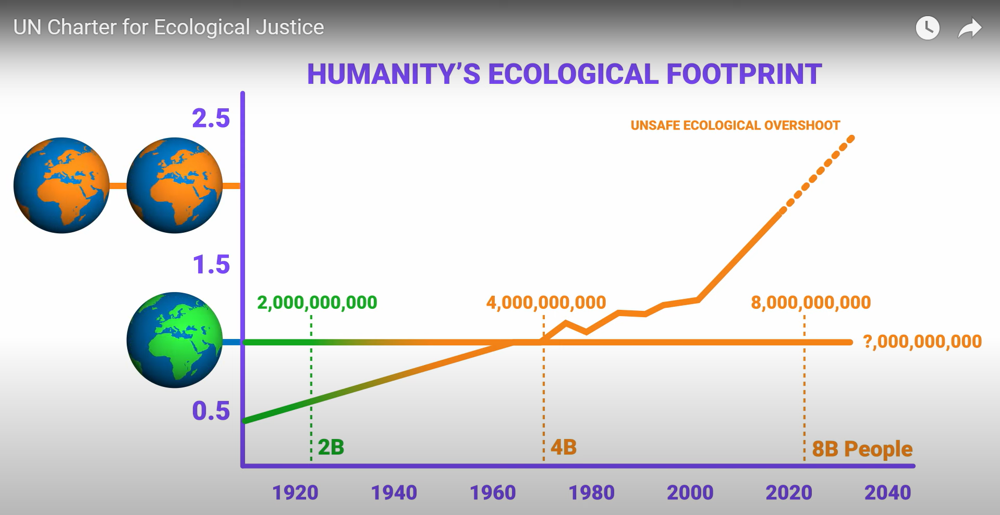 UN Charter for Ecological Justice
HUMANITY’S ECOLOGICAL FOOTPRINT
2.5
UNSAFE ECOLOGICAL OVERSHOOT
1.5
2,000,000,000
4,000,000,000
8,000,000,000
?,000,000,000
0.5
2B
4B
8B People
1920 1940 1960 1980 2000 2020 2040